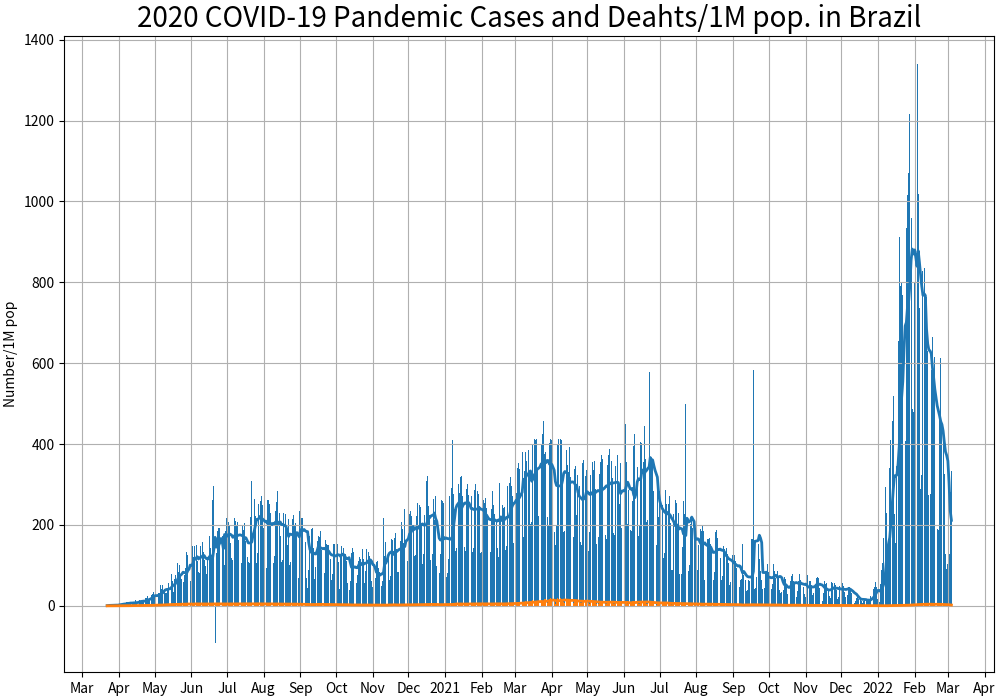 2020 COVID-19 Pandemic Cases and Deahts/1M pop. in Brazil
Number/1M pop
1400
1200
1000
800
600
400
200
0
Mar Apr May Jun Jul Aug Sep Oct Nov Dec 2021 Feb Mar Apr May Jun Jul Aug Sep Oct Nov Dec 2022 Feb Mar Apr